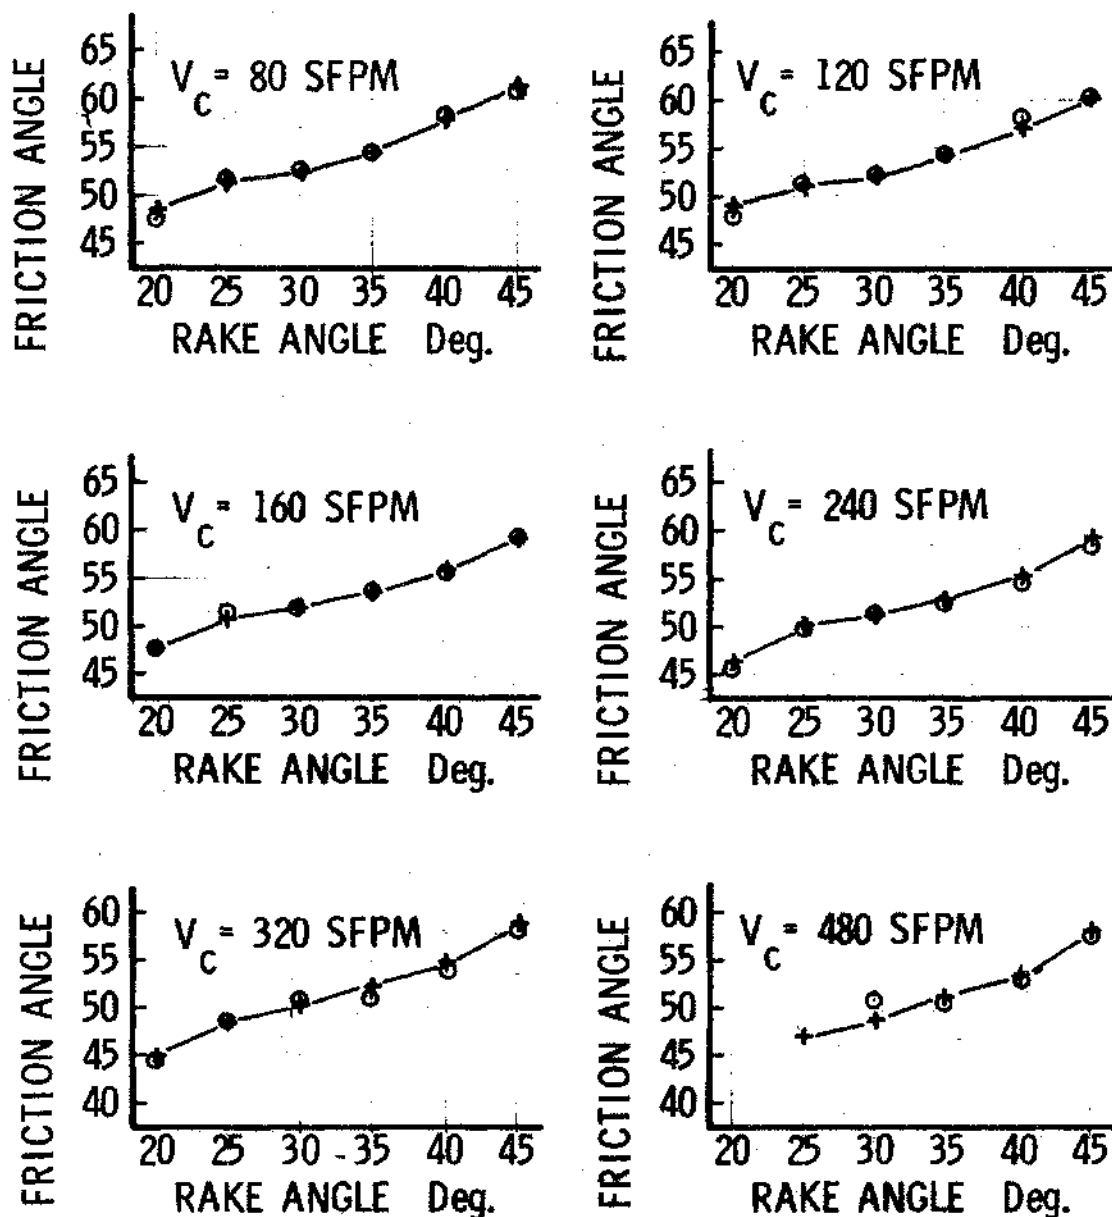 FRICTION ANGLE
65
60
55
50
45
V_C = 80 SFPM
20 25 30 35 40 45
RAKE ANGLE Deg.
FRICTION ANGLE
65
60
55
50
45
V_C = 120 SFPM
20 25 30 35 40 45
RAKE ANGLE Deg.
FRICTION ANGLE
65
60
55
50
45
V_C = 160 SFPM
20 25 30 35 40 45
RAKE ANGLE Deg.
FRICTION ANGLE
65
60
55
50
45
V_C = 240 SFPM
20 25 30 35 40 45
RAKE ANGLE Deg.
FRICTION ANGLE
60
55
50
45
40
V_C = 320 SFPM
20 25 30 - 35 40 45
RAKE ANGLE Deg.
FRICTION ANGLE
60
55
50
45
40
V_C = 480 SFPM
20 25 30 35 40 45
RAKE ANGLE Deg.